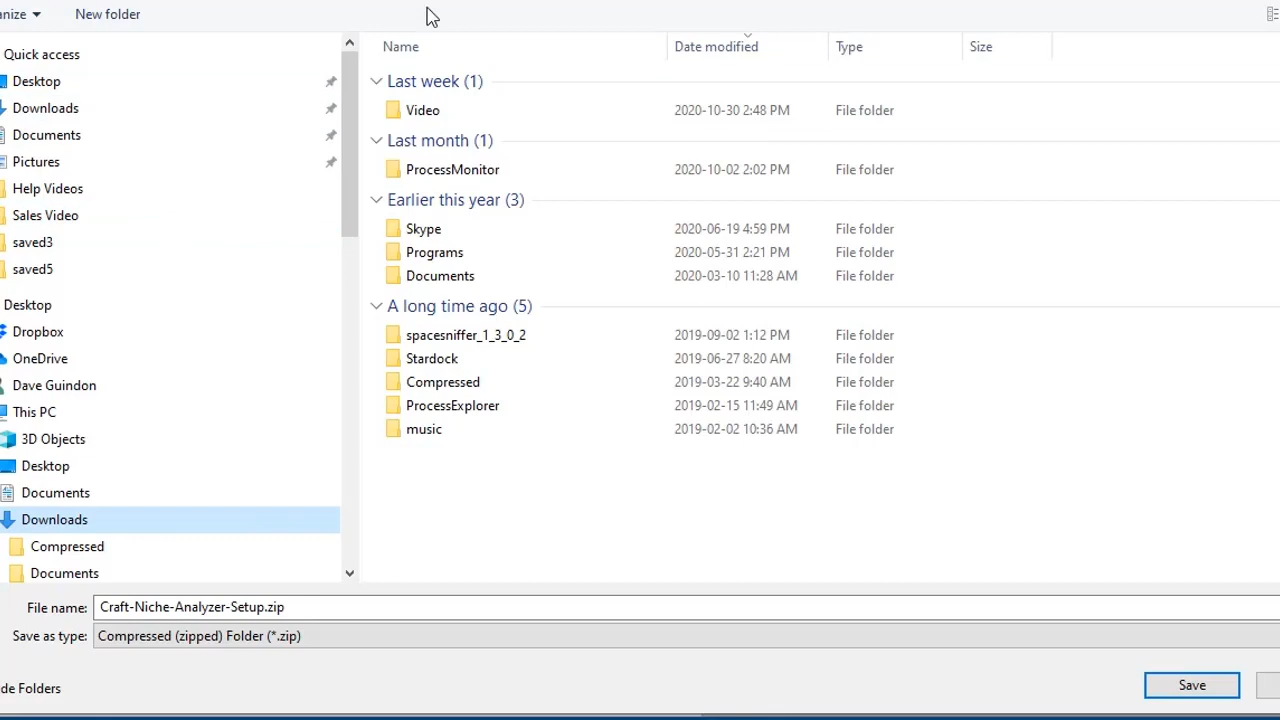 anize New folder
Quick access
Desktop
Downloads
Documents
Pictures
Help Videos
Sales Video
saved3
saved5
Desktop
Dropbox
OneDrive
Dave Guindon
This PC
3D Objects
Desktop
Documents
Downloads
Compressed
Documents
Name Date modified Type Size
Last week (1)
Video 2020-10-30 2:48 PM File folder
Last month (1)
ProcessMonitor 2020-10-02 2:02 PM File folder
Earlier this year (3)
Skype 2020-06-19 4:59 PM File folder
Programs 2020-05-31 2:21 PM File folder
Documents 2020-03-10 11:28 AM File folder
A long time ago (5)
spacesniffer_1_3_0_2 2019-09-02 1:12 PM File folder
Stardock 2019-06-27 8:20 AM File folder
Compressed 2019-03-22 9:40 AM File folder
ProcessExplorer 2019-02-15 11:49 AM File folder
music 2019-02-02 10:36 AM File folder
File name: Craft-Niche-Analyzer-Setup.zip
Save as type: Compressed (zipped) Folder (*.zip)
de Folders Save